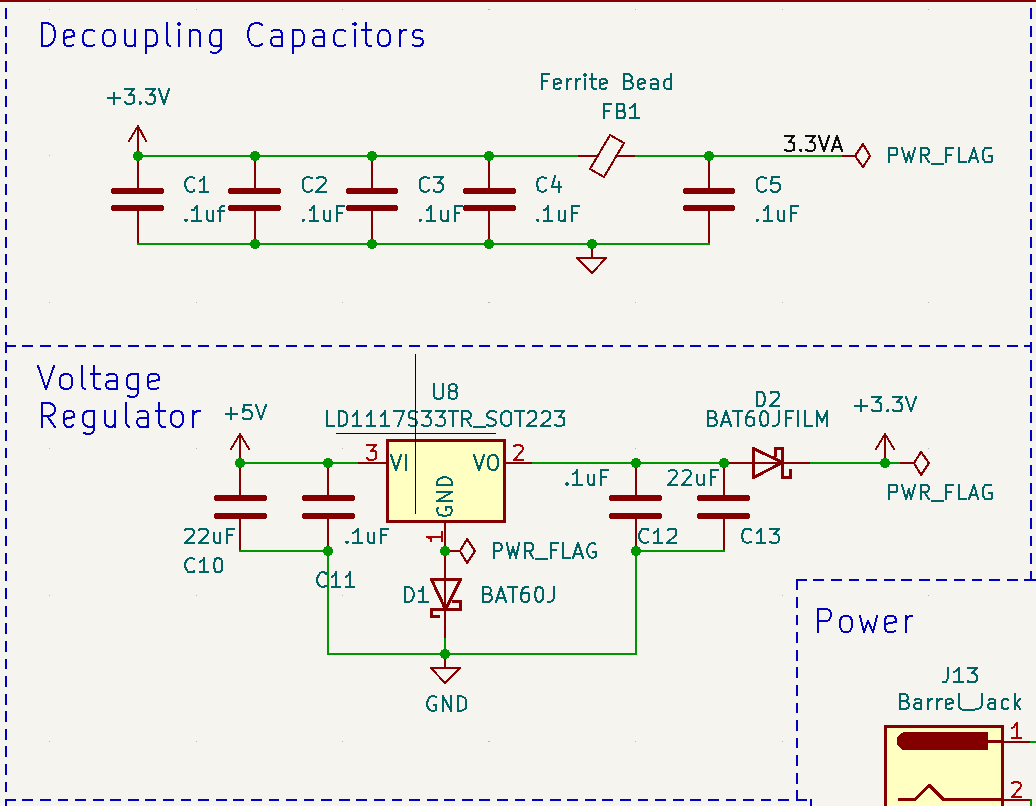 Decoupling Capacitors
+3.3V
Ferrite Bead
FB1
3.3VA
PWR_FLAG
C1
.1uf
C2
.1uF
C3
.1uF
C4
.1uF
C5
.1uF
Voltage
Regulator
+5V
U8
LD1117S33TR_SOT223
D2
BAT60JFILM
+3.3V
3
VI
VO
2
GND
1
22uF
C10
.1uF
C11
.1uF
C12
22uF
C13
PWR_FLAG
PWR_FLAG
D1
BAT60J
GND
Power
J13
Barrel_Jack
1
2